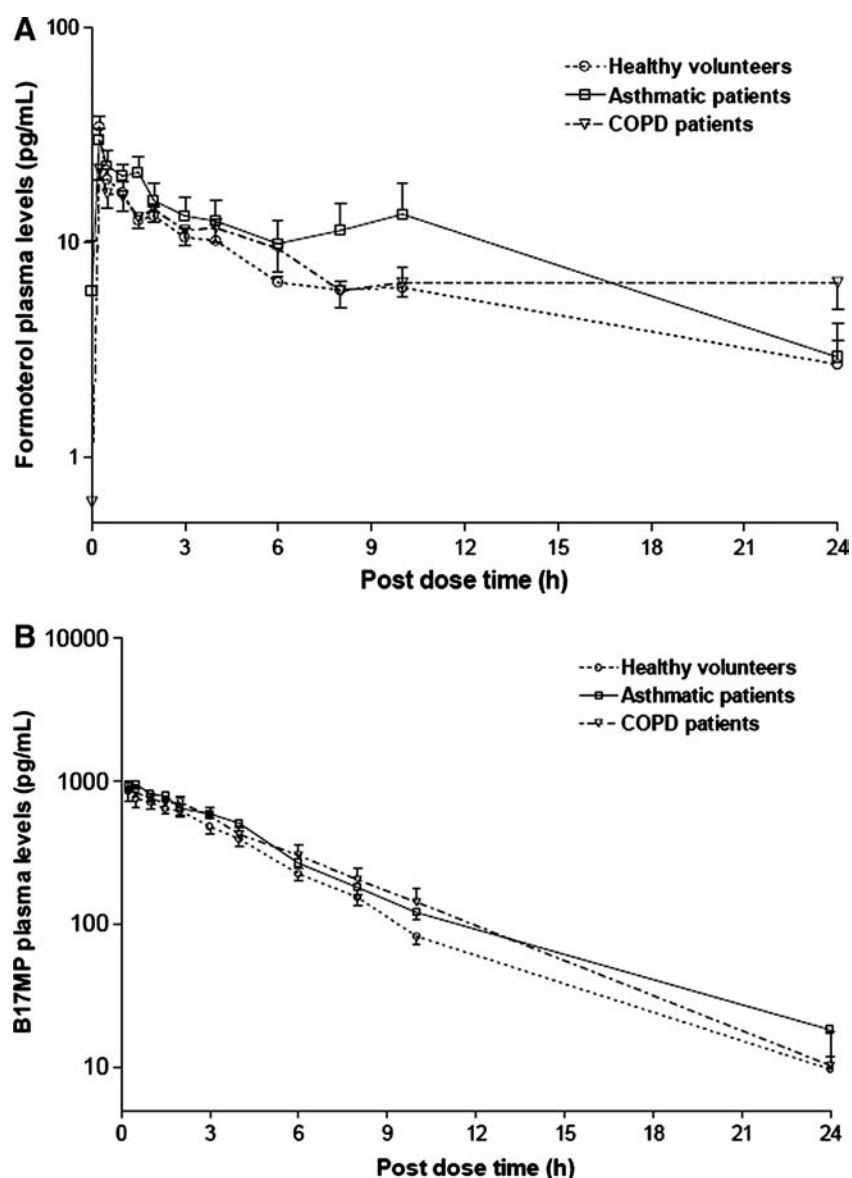 A
100
10
1
Formoterol plasma levels (pg/mL)
Healthy volunteers
Asthmatic patients
COPD patients
0 3 6 9 12 15 18 21 24
Post dose time (h)
B
10000
1000
100
10
B17MP plasma levels (pg/mL)
Healthy volunteers
Asthmatic patients
COPD patients
0 3 6 9 12 15 18 21 24
Post dose time (h)